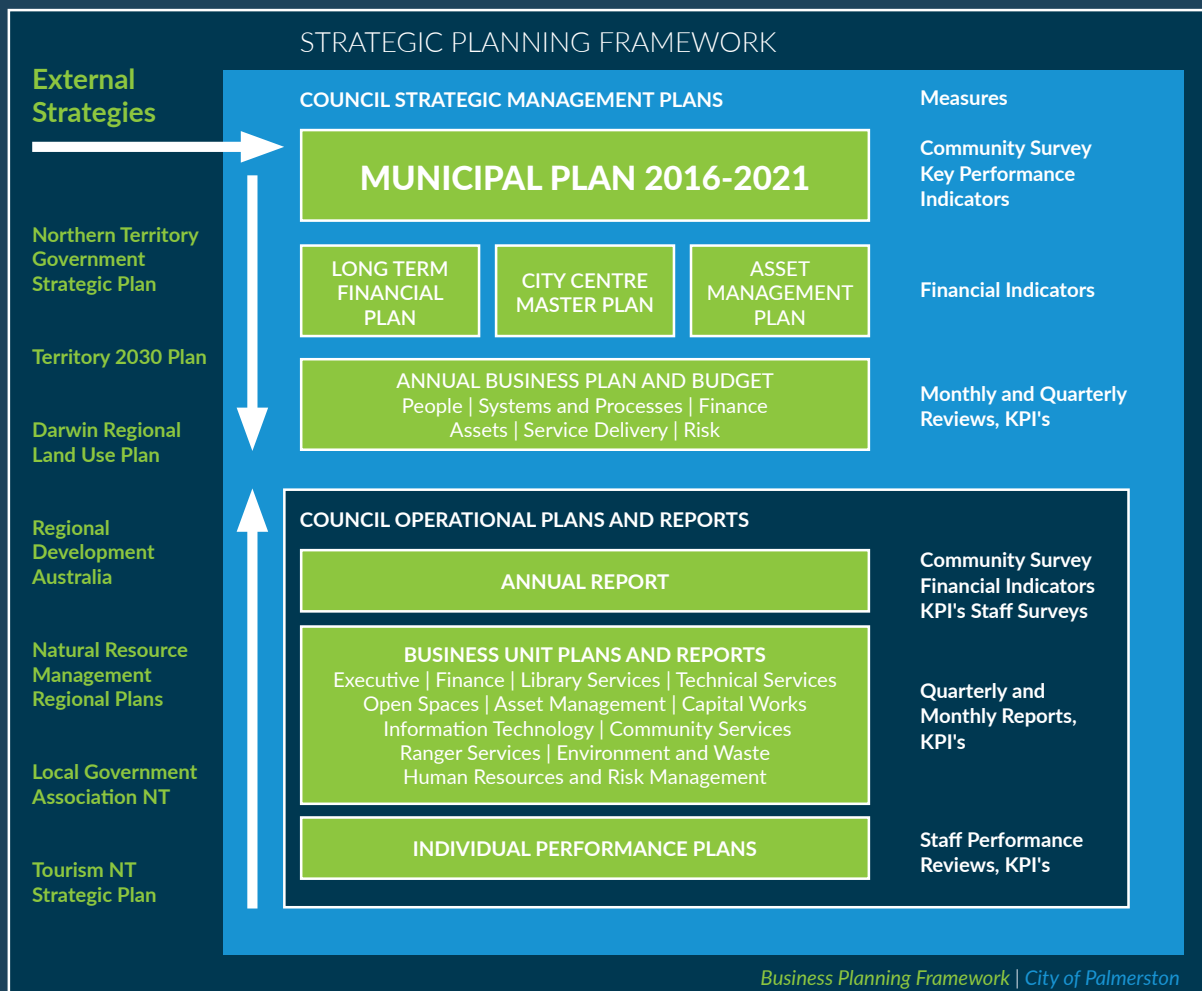 STRATEGIC PLANNING FRAMEWORK
External
Strategies
Northern Territory
Government
Strategic Plan
Territory 2030 Plan
Darwin Regional
Land Use Plan
Regional
Development
Australia
Natural Resource
Management
Regional Plans
Local Government
Association NT
Tourism NT
Strategic Plan
COUNCIL STRATEGIC MANAGEMENT PLANS
Measures
MUNICIPAL PLAN 2016-2021
Community Survey
Key Performance
Indicators
LONG TERM
FINANCIAL
PLAN
CITY CENTRE
MASTER PLAN
ASSET
MANAGEMENT
PLAN
Financial Indicators
ANNUAL BUSINESS PLAN AND BUDGET
People | Systems and Processes | Finance
Assets | Service Delivery | Risk
Monthly and Quarterly
Reviews, KPI's
COUNCIL OPERATIONAL PLANS AND REPORTS
ANNUAL REPORT
Community Survey
Financial Indicators
KPI's Staff Surveys
BUSINESS UNIT PLANS AND REPORTS
Executive | Finance | Library Services | Technical Services
Open Spaces | Asset Management | Capital Works
Information Technology | Community Services
Ranger Services | Environment and Waste
Human Resources and Risk Management
Quarterly and
Monthly Reports,
KPI's
INDIVIDUAL PERFORMANCE PLANS
Staff Performance
Reviews, KPI's
Business Planning Framework | City of Palmerston